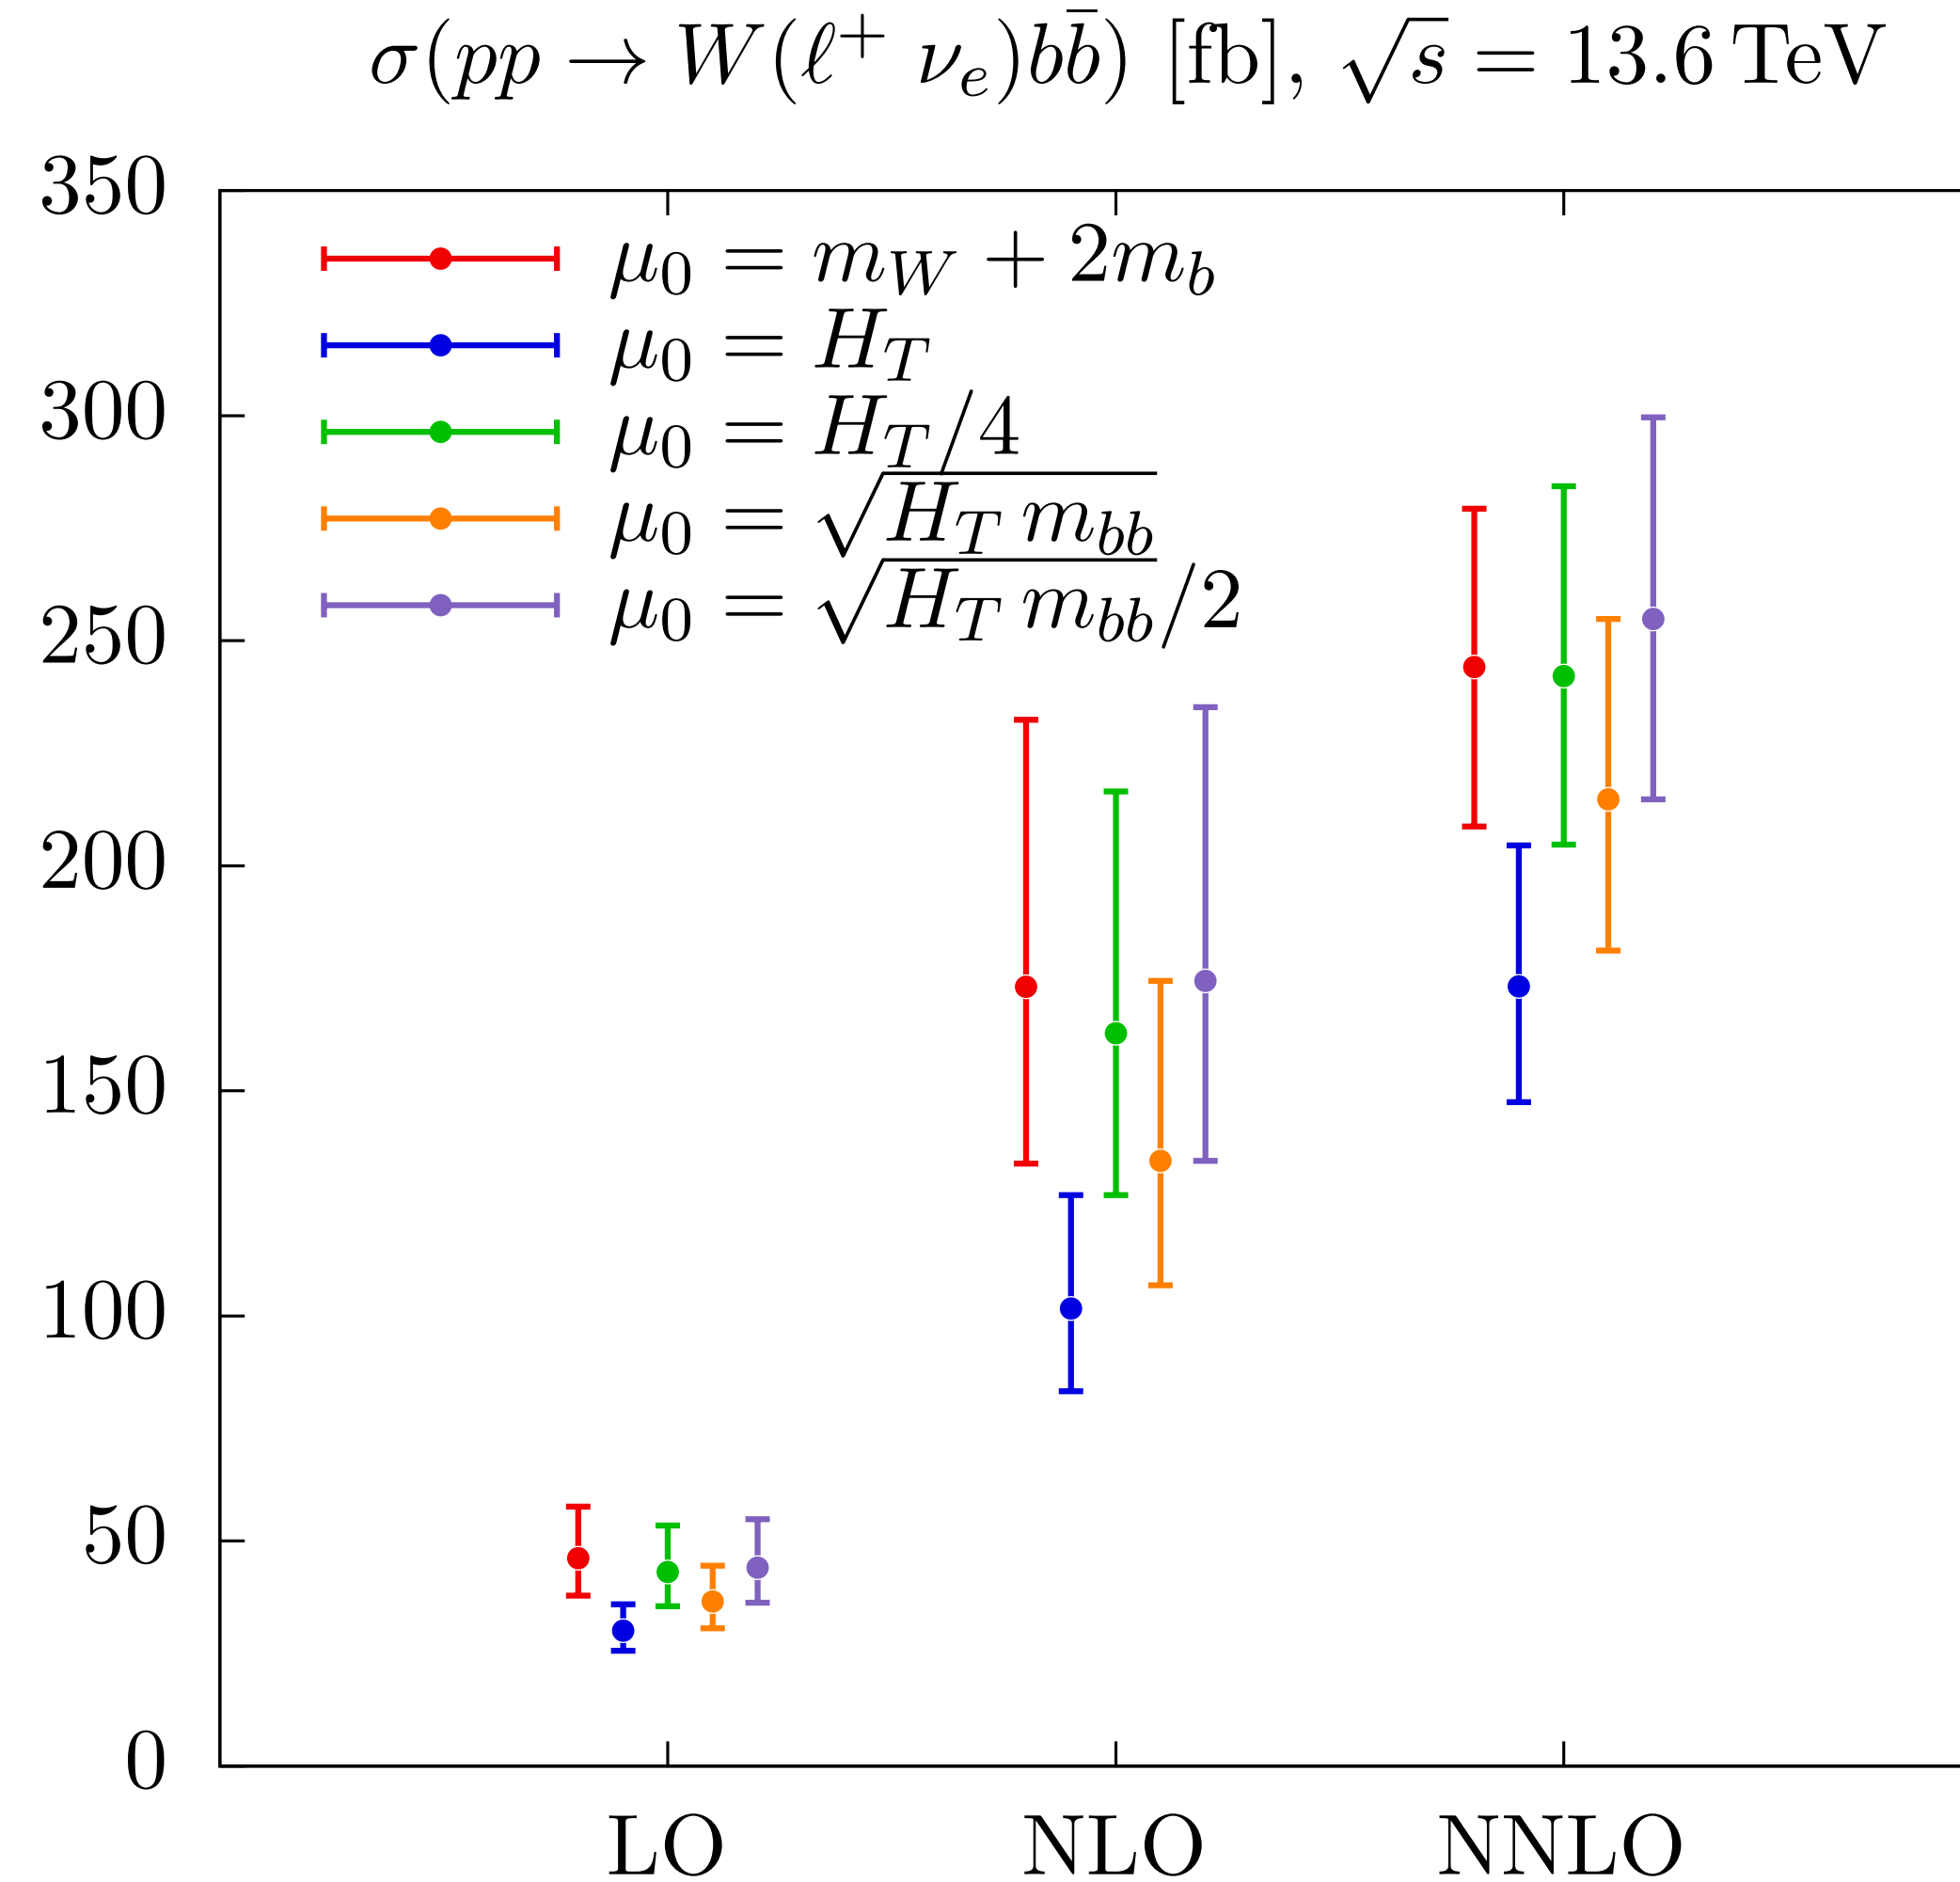 σ(pp → W(ℓ⁺ ν_e)bb̄) [fb], √s = 13.6 TeV
350
μ₀ = m_W + 2m_b
μ₀ = H_T
300
μ₀ = H_T/4
μ₀ = √(H_T m_bb)
250
μ₀ = √(H_T m_bb)/2
200
150
100
50
0
LO NLO NNLO